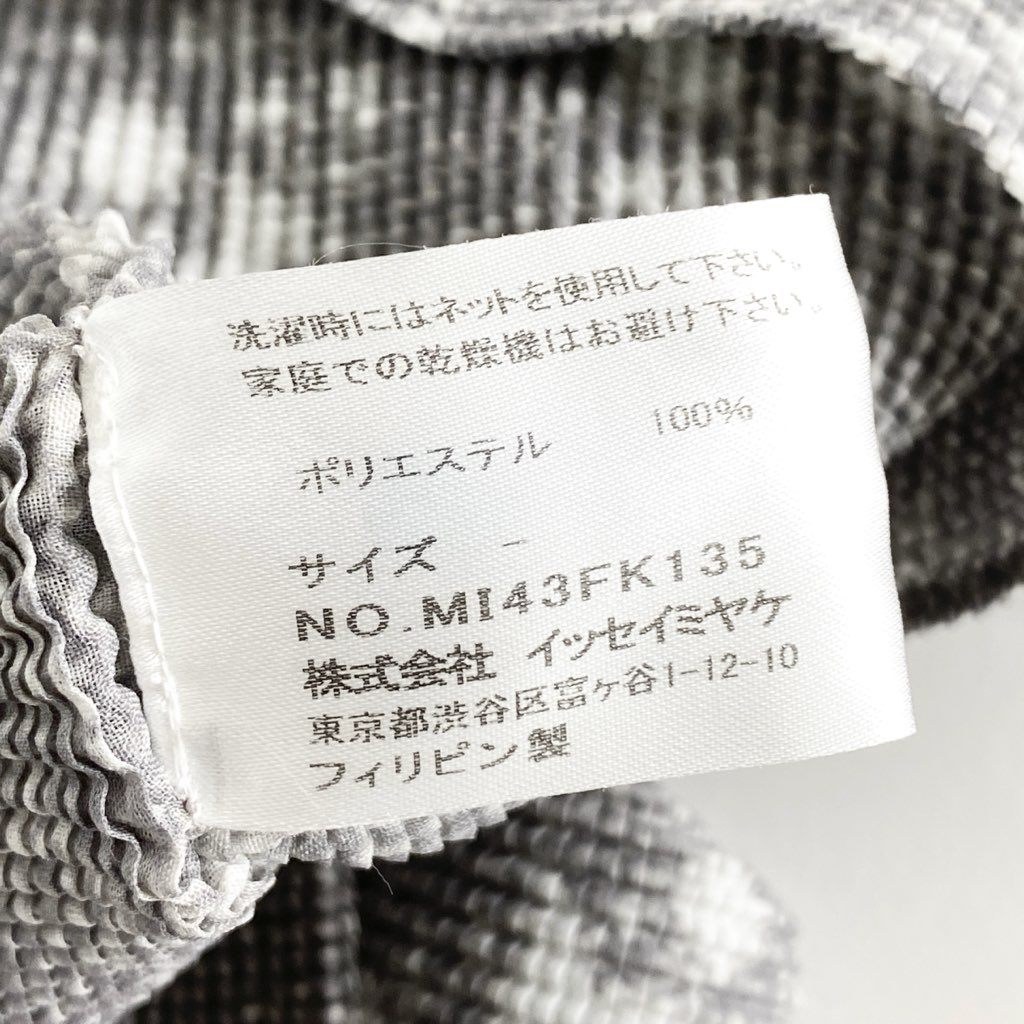 洗濯時にはネットを使用して下さい。
家庭での乾燥機はお避け下さい。
ポリエステル 100%
サイズ -
NO.MI43FK135
株式会社 イッセイミヤケ
東京都渋谷区富ヶ谷1-12-10
フィリピン製